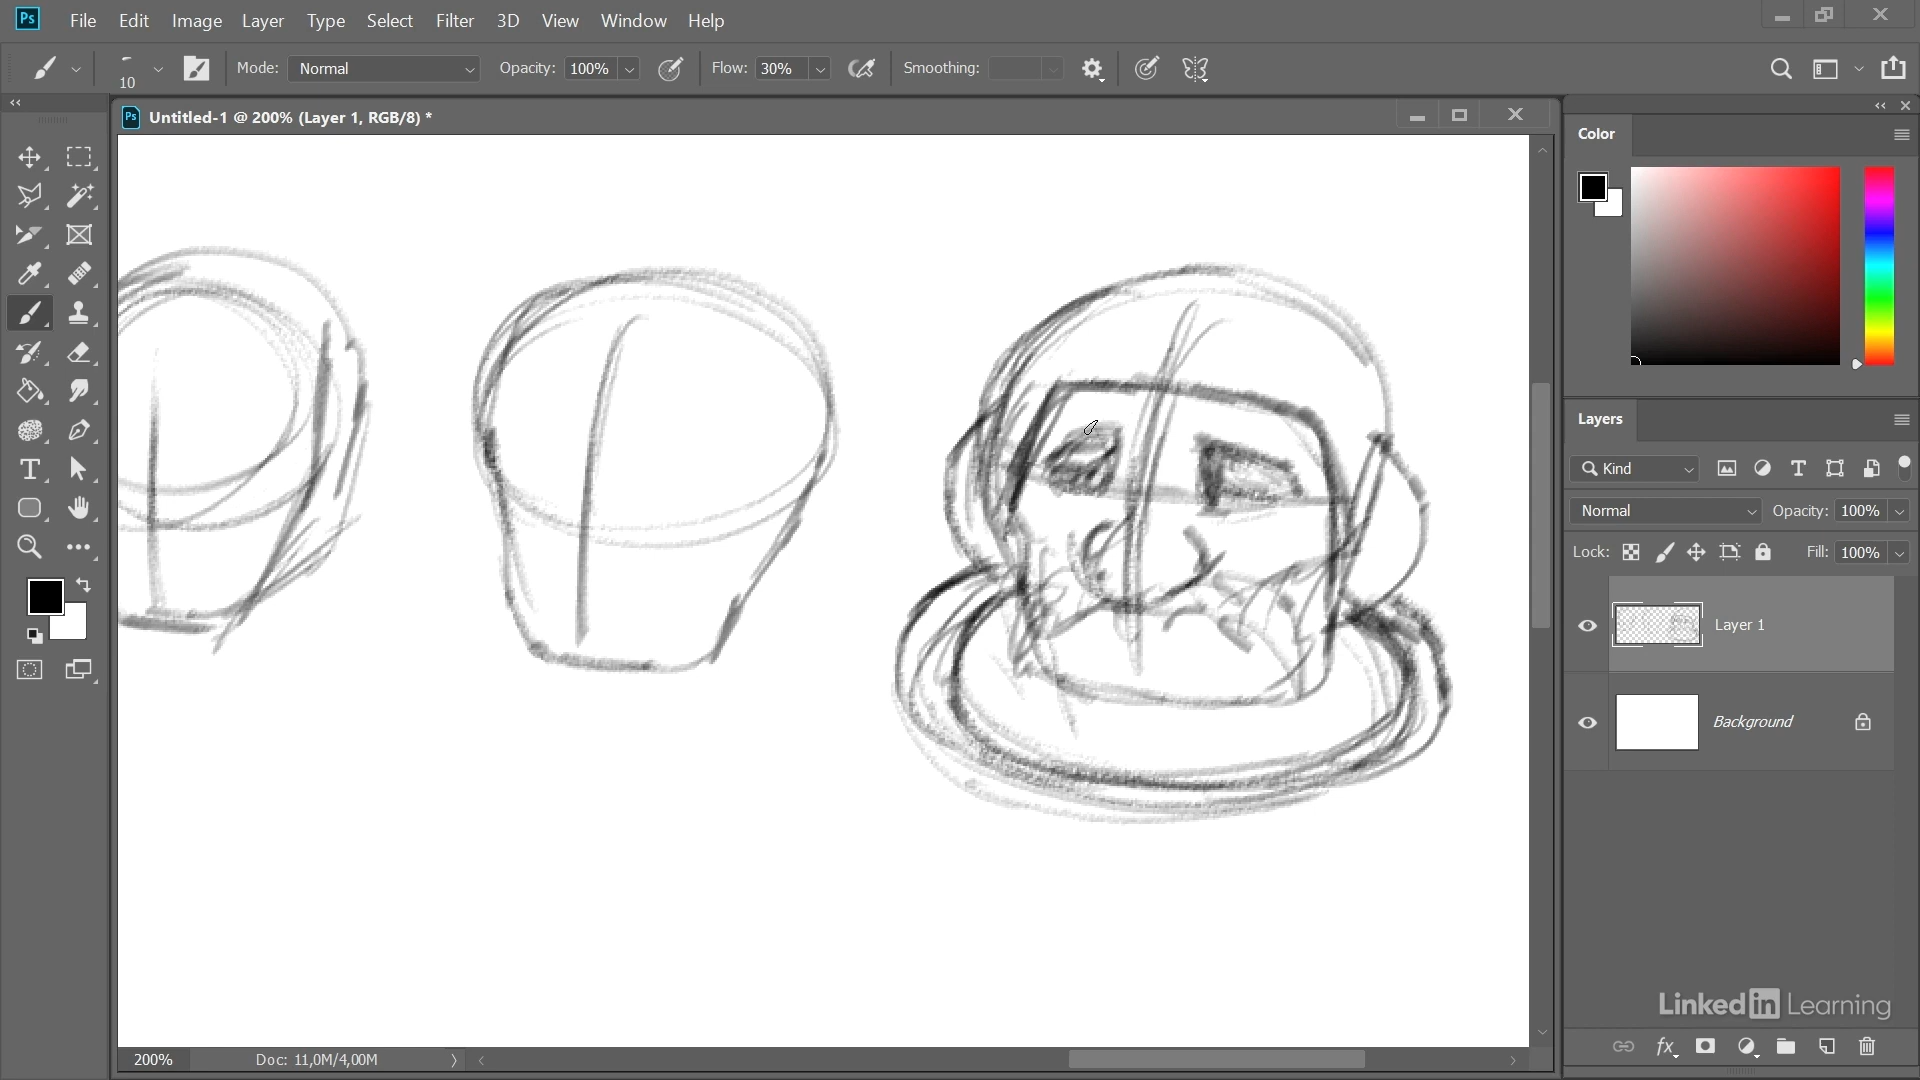 Ps File Edit Image Layer Type Select Filter 3D View Window Help
10 Mode: Normal Opacity: 100% Flow: 30% Smoothing:
Ps Untitled-1 @ 200% (Layer 1, RGB/8) *
Color
Layers
Kind
Normal Opacity: 100%
Lock: Fill: 100%
Layer 1
Background
LinkedIn Learning
200% Doc: 11,0M/4,00M
fx